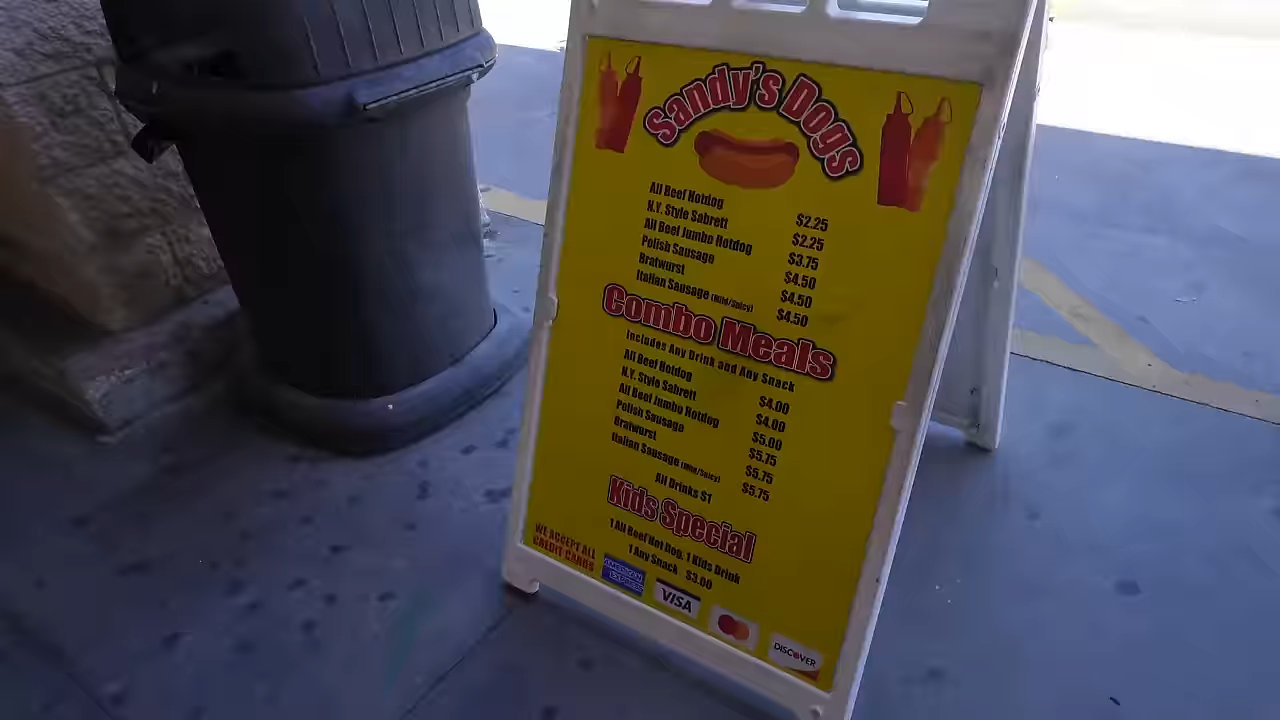 Sandy's Dogs
All Beef Hotdog $2.25
N.Y. Style Sabrett $2.25
All Beef Jumbo Hotdog $3.75
Polish Sausage $4.50
Bratwurst $4.50
Italian Sausage (Mild/Spicy) $4.50
Combo Meals
Includes Any Drink and Any Snack
All Beef Hotdog $4.00
N.Y. Style Sabrett $4.00
All Beef Jumbo Hotdog $5.00
Polish Sausage $5.75
Bratwurst $5.75
Italian Sausage (Mild/Spicy) $5.75
All Drinks $1
Kids Special
1 All Beef Hot Dog, 1 Kids Drink
1 Any Snack $3.00
WE ACCEPT ALL
CREDIT CARDS
AMERICAN
EXPRESS
VISA
DISCOVER